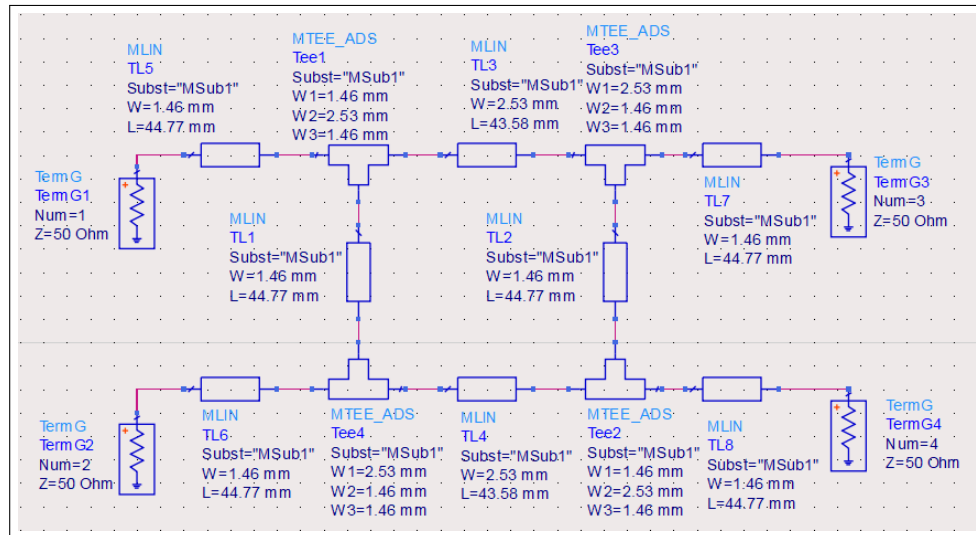 MLIN
TL5
Subst="MSub1"
W=1.46 mm
L=44.77 mm
MTEE_ADS
Tee1
Subst="MSub1"
W1=1.46 mm
W2=2.53 mm
W3=1.46 mm
MLIN
TL3
Subst="MSub1"
W=2.53 mm
L=43.58 mm
MTEE_ADS
Tee3
Subst="MSub1"
W1=2.53 mm
W2=1.46 mm
W3=1.46 mm
TermG
TermG1
Num=1
Z=50 Ohm
MLIN
TL1
Subst="MSub1"
W=1.46 mm
L=44.77 mm
MLIN
TL2
Subst="MSub1"
W=1.46 mm
L=44.77 mm
MLIN
TL7
Subst="MSub1"
W=1.46 mm
L=44.77 mm
TermG
TermG3
Num=3
Z=50 Ohm
TermG
TermG2
Num=2
Z=50 Ohm
MLIN
TL6
Subst="MSub1"
W=1.46 mm
L=44.77 mm
MTEE_ADS
Tee4
Subst="MSub1"
W1=2.53 mm
W2=1.46 mm
W3=1.46 mm
MLIN
TL4
Subst="MSub1"
W=2.53 mm
L=43.58 mm
MTEE_ADS
Tee2
Subst="MSub1"
W1=1.46 mm
W2=2.53 mm
W3=1.46 mm
MLIN
TL8
Subst="MSub1"
W=1.46 mm
L=44.77 mm
TermG
TermG4
Num=4
Z=50 Ohm